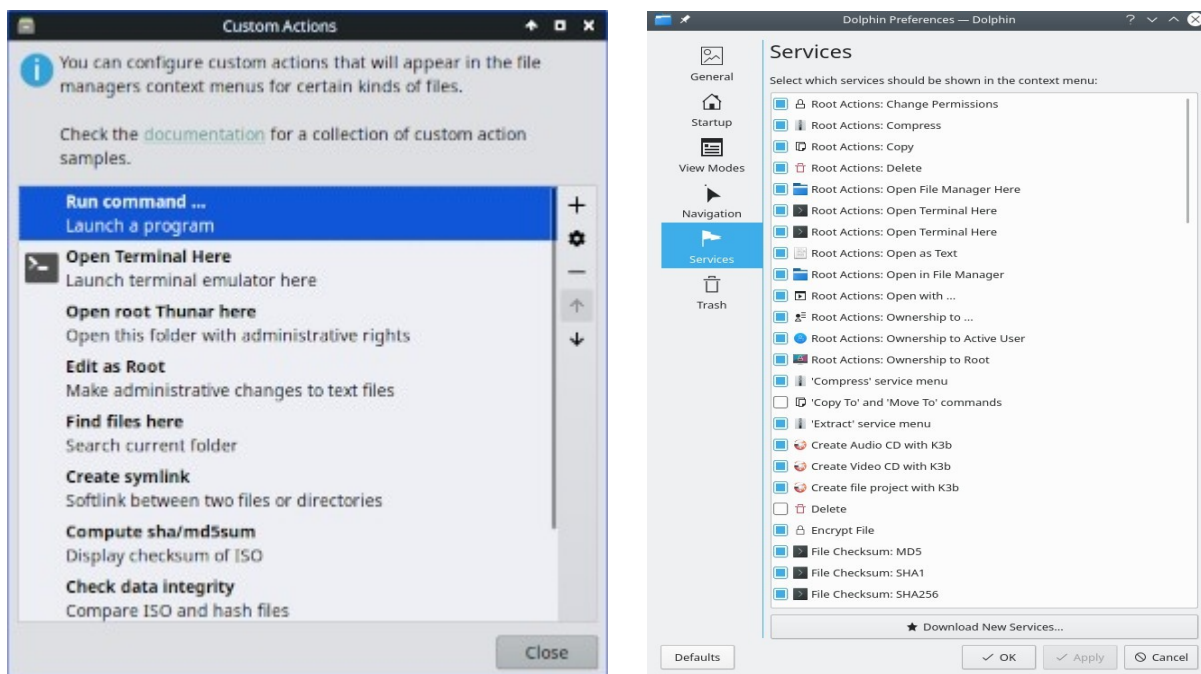 Custom Actions
You can configure custom actions that will appear in the file
managers context menus for certain kinds of files.
Check the documentation for a collection of custom action
samples.
Run command ...
Launch a program
Open Terminal Here
Launch terminal emulator here
Open root Thunar here
Open this folder with administrative rights
Edit as Root
Make administrative changes to text files
Find files here
Search current folder
Create symlink
Softlink between two files or directories
Compute sha/md5sum
Display checksum of ISO
Check data integrity
Compare ISO and hash files
Close
Dolphin Preferences — Dolphin
General
Startup
View Modes
Navigation
Services
Trash
Services
Select which services should be shown in the context menu:
Root Actions: Change Permissions
Root Actions: Compress
Root Actions: Copy
Root Actions: Delete
Root Actions: Open File Manager Here
Root Actions: Open Terminal Here
Root Actions: Open Terminal Here
Root Actions: Open as Text
Root Actions: Open in File Manager
Root Actions: Open with ...
Root Actions: Ownership to ...
Root Actions: Ownership to Active User
Root Actions: Ownership to Root
'Compress' service menu
'Copy To' and 'Move To' commands
'Extract' service menu
Create Audio CD with K3b
Create Video CD with K3b
Create file project with K3b
Delete
Encrypt File
File Checksum: MD5
File Checksum: SHA1
File Checksum: SHA256
Download New Services...
Defaults
OK
Apply
Cancel